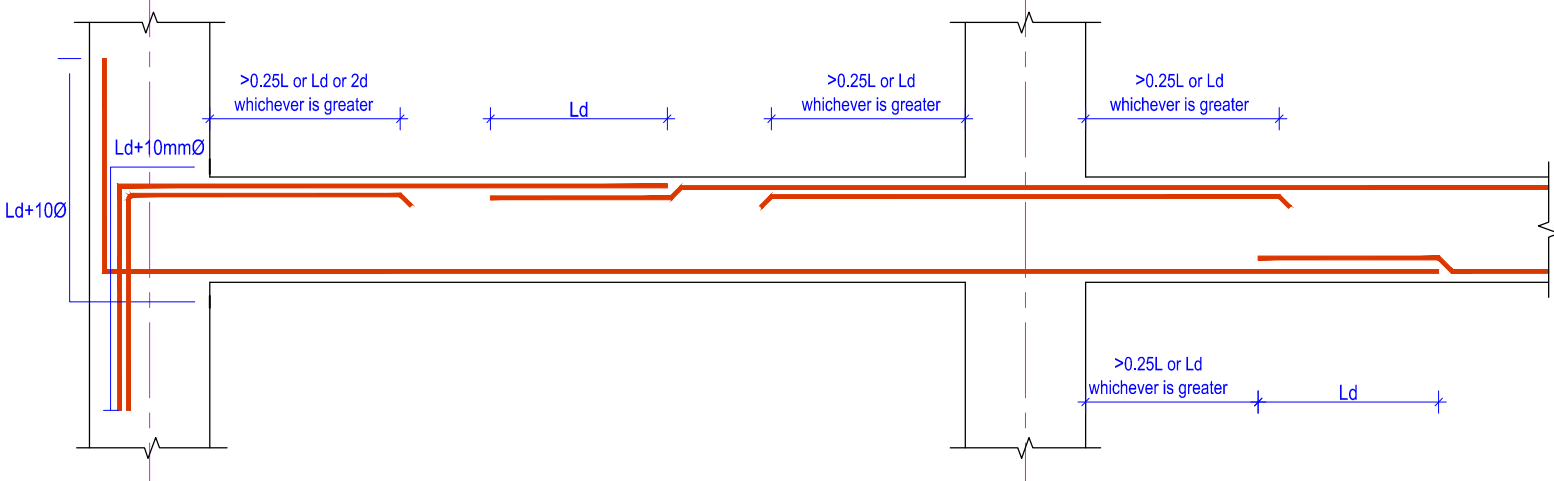 >0.25L or Ld or 2d
whichever is greater
Ld
>0.25L or Ld
whichever is greater
>0.25L or Ld
whichever is greater
Ld+10mmØ
Ld+10Ø
>0.25L or Ld
whichever is greater
Ld